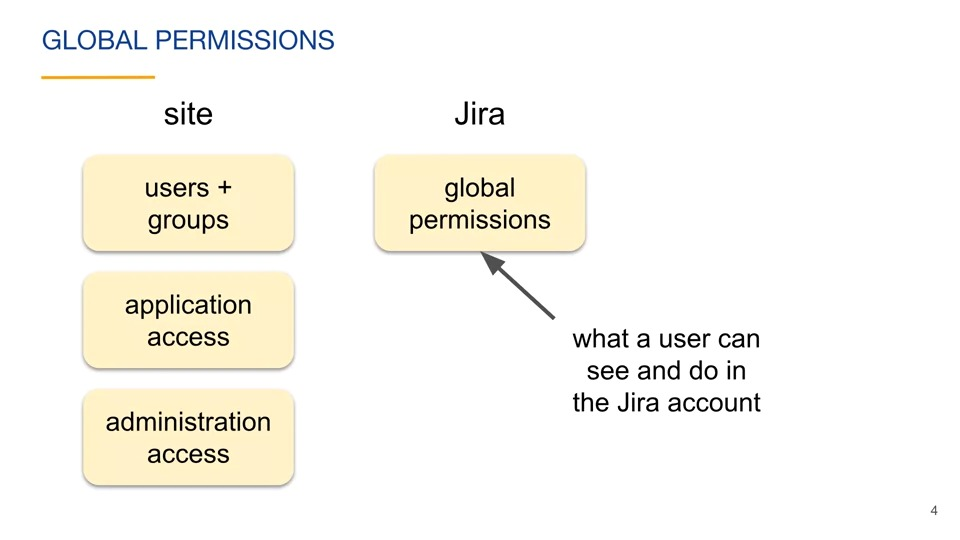 GLOBAL PERMISSIONS
site
users +
groups
application
access
administration
access
Jira
global
permissions
what a user can
see and do in
the Jira account
4